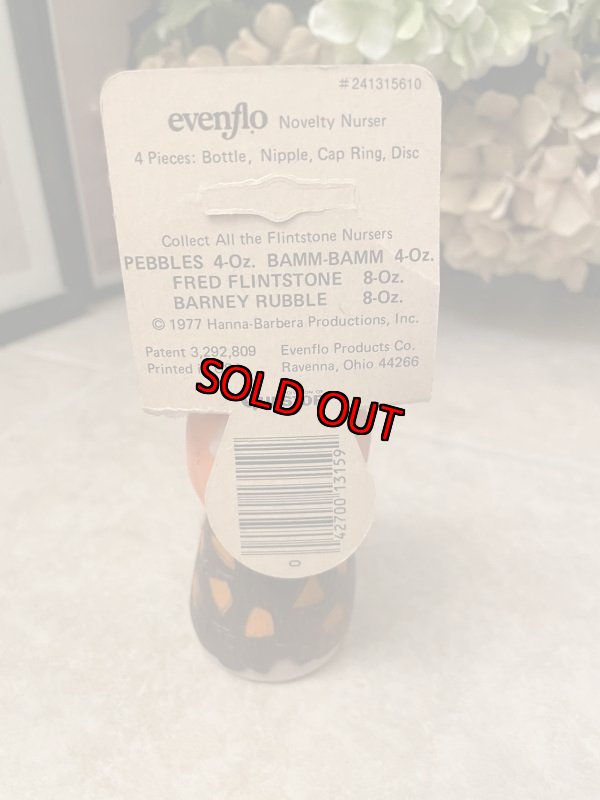 #241315610
evenflo Novelty Nurser
4 Pieces: Bottle, Nipple, Cap Ring, Disc
Collect All the Flintstone Nursers
PEBBLES 4-Oz. BAMM-BAMM 4-Oz.
FRED FLINTSTONE 8-Oz.
BARNEY RUBBLE 8-Oz.
© 1977 Hanna-Barbera Productions, Inc.
Patent 3,292,809 Evenflo Products Co.
Printed Ravenna, Ohio 44266
SOLD OUT
42700 13159
0